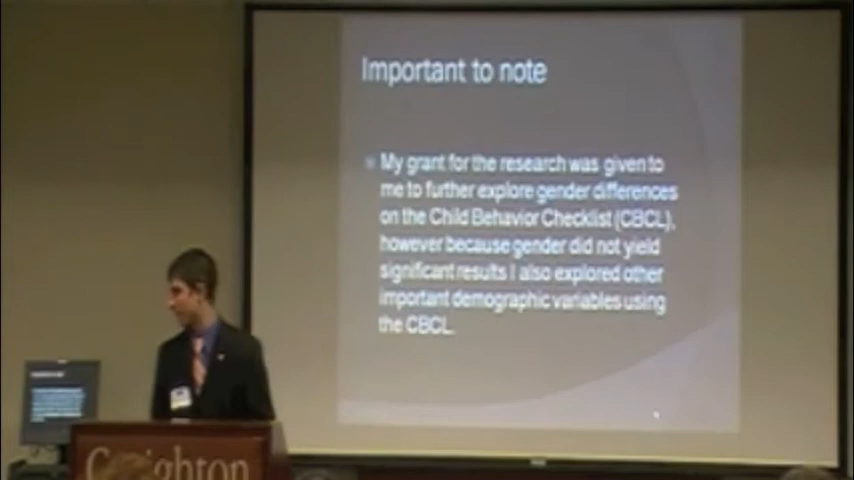 Important to note
My grant for the research was given to
me to further explore gender differences
on the Child Behavior Checklist (CBCL),
however because gender did not yield
significant results I also explored other
important demographic variables using
the CBCL.
Creighton